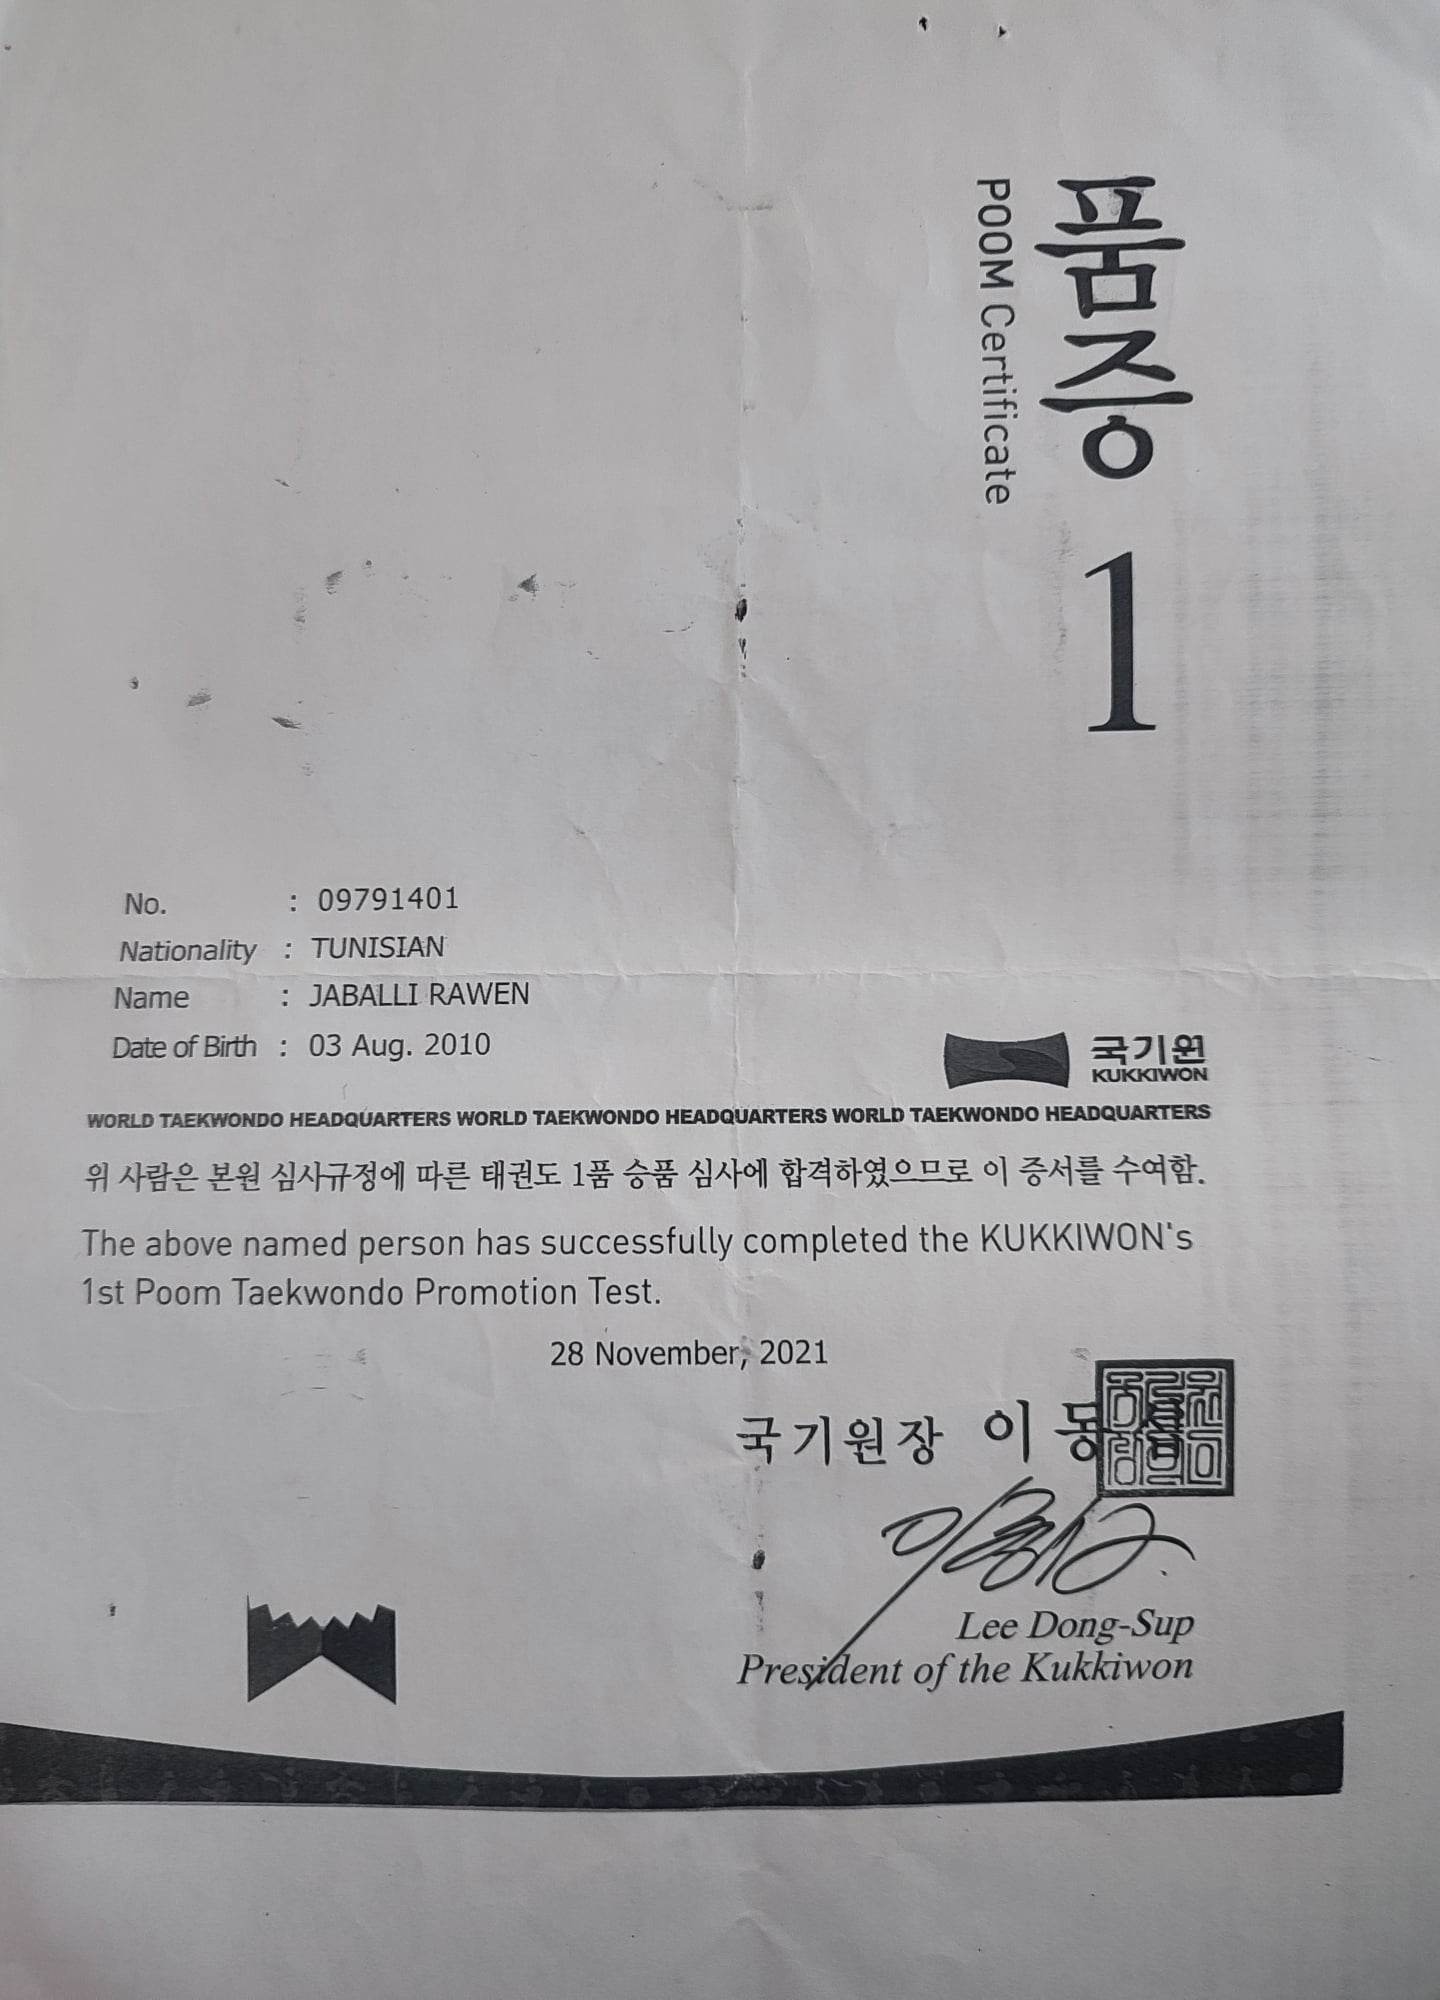 품증
POOM Certificate
1
No. : 09791401
Nationality : TUNISIAN
Name : JABALLI RAWEN
Date of Birth : 03 Aug. 2010
국기원
KUKKIWON
WORLD TAEKWONDO HEADQUARTERS WORLD TAEKWONDO HEADQUARTERS WORLD TAEKWONDO HEADQUARTERS
위 사람은 본원 심사규정에 따른 태권도 1품 승품 심사에 합격하였으므로 이 증서를 수여함.
The above named person has successfully completed the KUKKIWON's
1st Poom Taekwondo Promotion Test.
28 November, 2021
국기원장 이 동
Lee Dong-Sup
President of the Kukkiwon